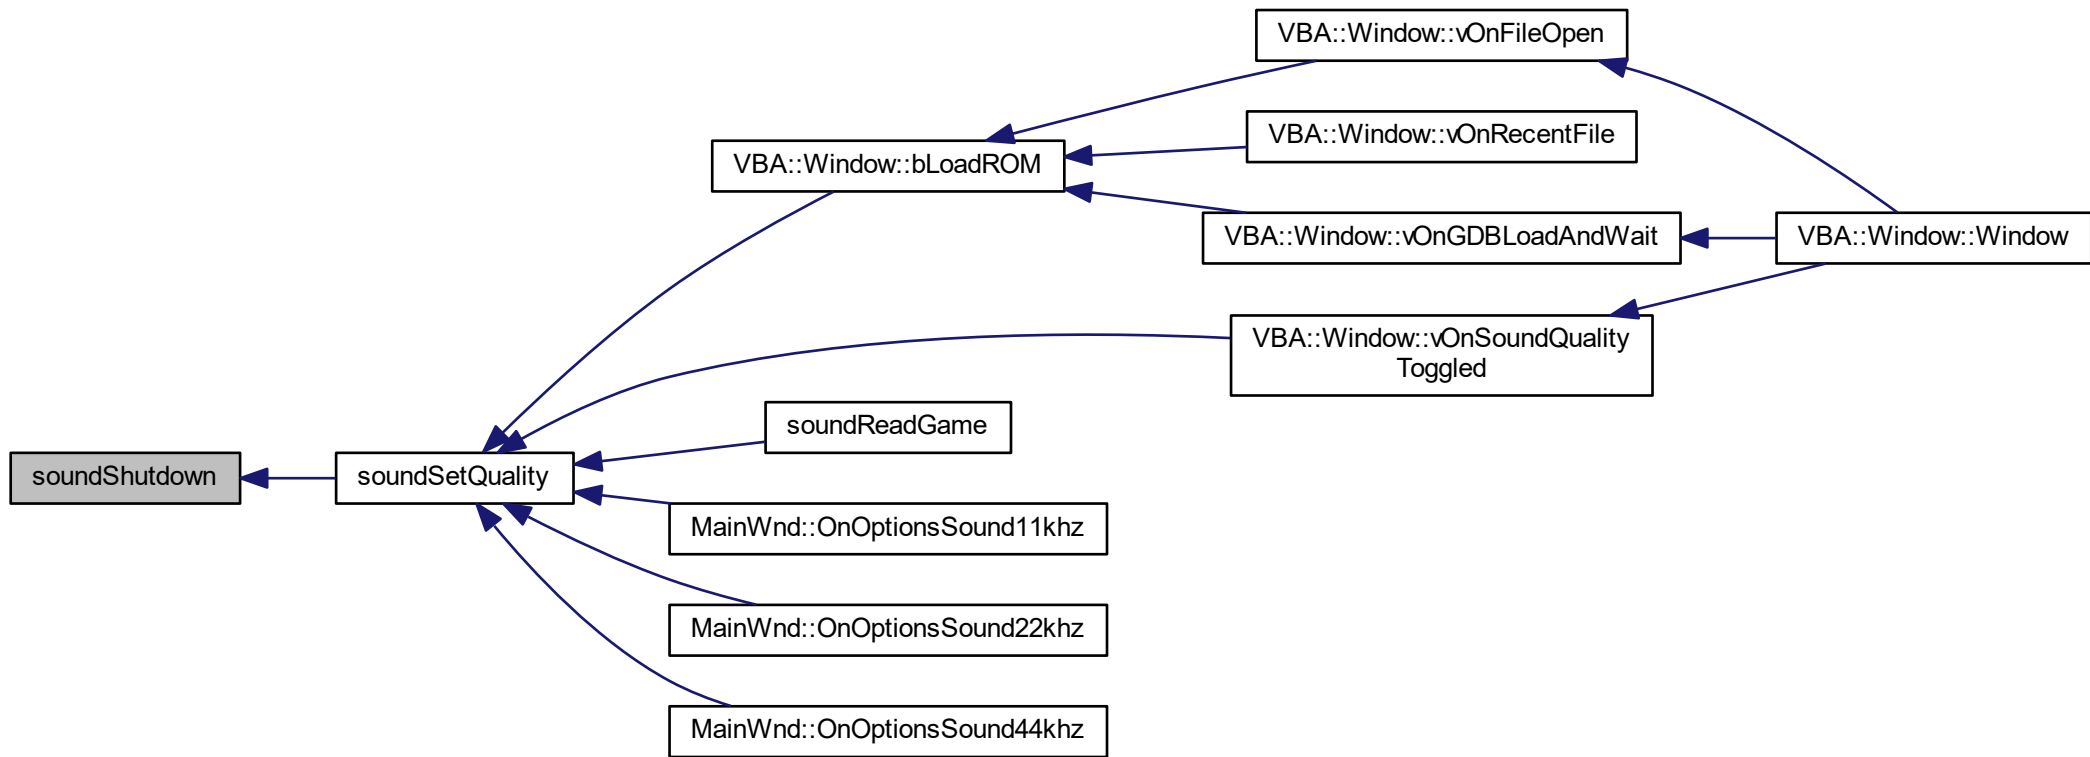 VBA::Window::vOnFileOpen
VBA::Window::vOnRecentFile
VBA::Window::bLoadROM
VBA::Window::vOnGDBLoadAndWait
VBA::Window::Window
VBA::Window::vOnSoundQuality
Toggled
soundReadGame
soundShutdown
soundSetQuality
MainWnd::OnOptionsSound11khz
MainWnd::OnOptionsSound22khz
MainWnd::OnOptionsSound44khz